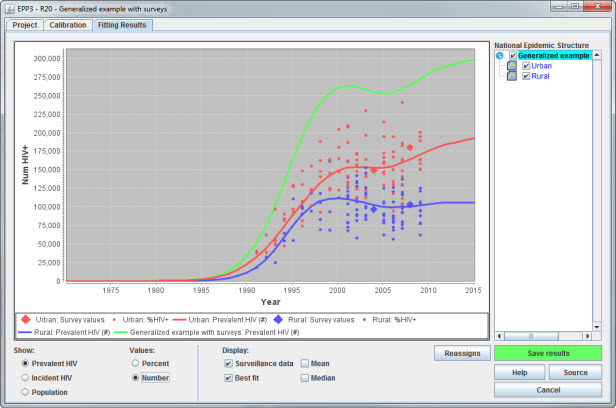 EPP3 - R20 - Generalized example with surveys
Project Calibration Fitting Results
National Epidemic Structure
Generalized example
Urban
Rural
Num HIV+
300,000
275,000
250,000
225,000
200,000
175,000
150,000
125,000
100,000
75,000
50,000
25,000
0
1975 1980 1985 1990 1995 2000 2005 2010 2015
Year
Urban: Survey values Urban: %HIV+ Urban: Prevalent HIV (#) Rural: Survey values Rural: %HIV+
Rural: Prevalent HIV (#) Generalized example with surveys: Prevalent HIV (#)
Show: Values: Display: Reassigns Save results
Prevalent HIV Percent Surveillance data Mean
Incident HIV Number Best fit Median Help Source
Population Cancel